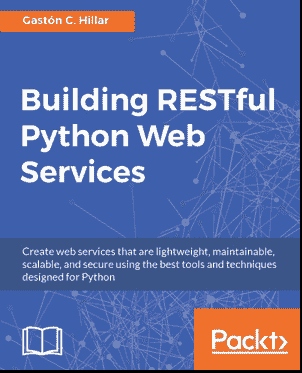 Gastón C. Hillar
Building RESTful
Python Web
Services
Create web services that are lightweight, maintainable,
scalable, and secure using the best tools and techniques
designed for Python
Packt>